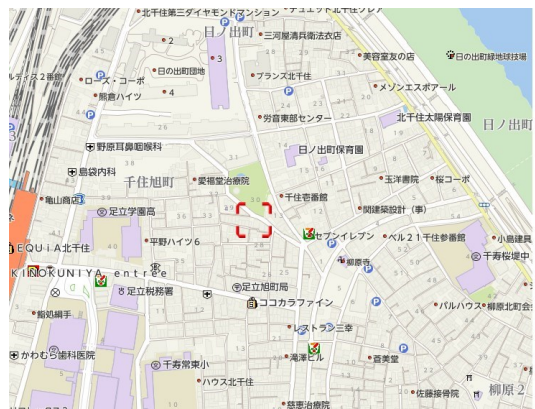 北千住第三ダイヤモンドマンション
日ノ出町
三河屋清兵衛法衣店
美容室友の店
日の出町緑地球技場
ローズ・コーポ
日の出町団地
ブランズ北千住
メゾンエスポアール
熊倉ハイツ
労音東部センター
北千住太陽保育園
日ノ出町
野原耳鼻咽喉科
日ノ出町保育園
島袋内科
千住旭町
愛福堂治療院
玉洋書院
桜コーポ
亀山商店
足立学園高
千住壱番館
関建築設計（事）
EQUiA北千住
平野ハイツ6
セブンイレブン
ベル21千住参番館
小島建具
千寿桜堤中
柳原寺
KINOKUNIYA entrée
足立税務署
足立旭町局
ココカラファイン
パルハウス
柳原北町会
鮨処綱手
レストラン三幸
かわむら歯科医院
千寿常東小
滝澤ビル
音美堂
ハウス北千住
佐藤接骨院
柳原2
慈恵治療院